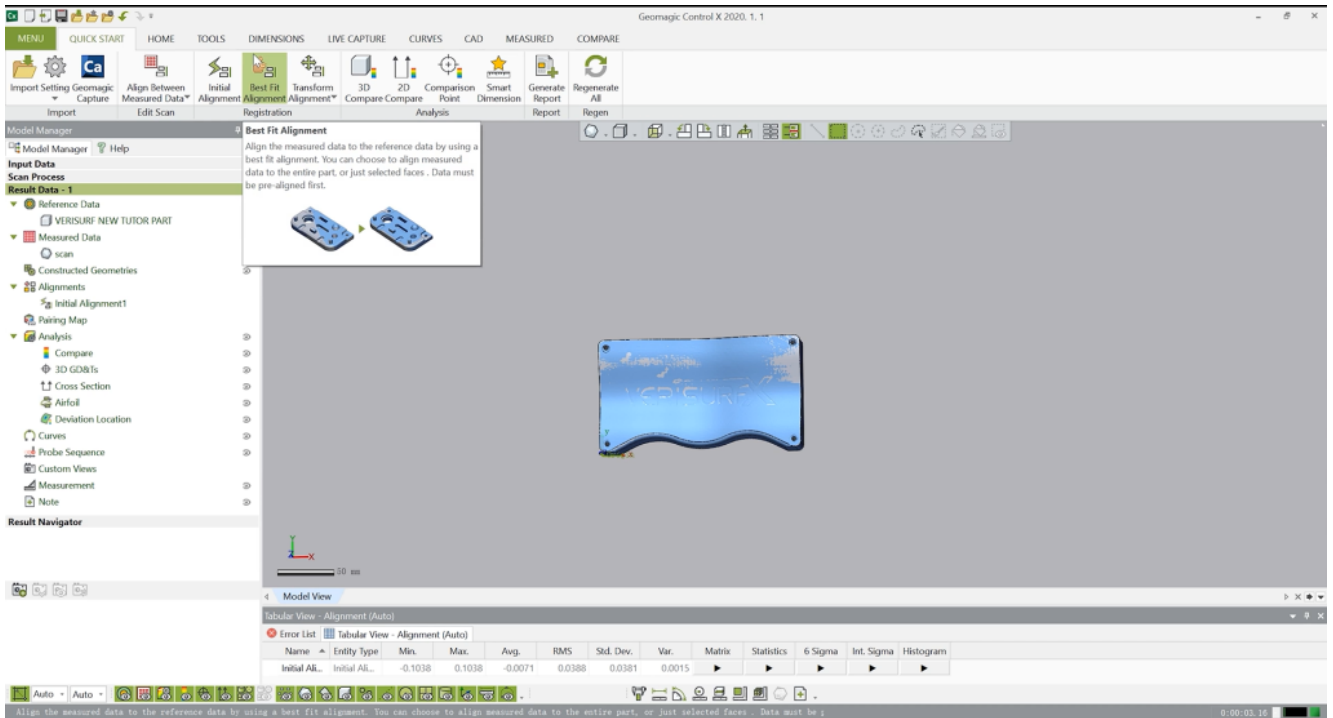 Geomagic Control X 2020. 1. 1
MENU QUICK START HOME TOOLS DIMENSIONS LIVE CAPTURE CURVES CAD MEASURED COMPARE
Import Setting Geomagic Capture
Align Between Measured Data
Initial Alignment
Best Fit Alignment
Transform Alignment
3D Compare
2D Compare
Comparison Point
Smart Dimension
Generate Report
Regenerate All
Import Edit Scan Registration Analysis Report Regen
Model Manager
Model Manager Help
Input Data
Scan Process
Result Data - 1
Reference Data
VERISURF NEW TUTOR PART
Measured Data
scan
Constructed Geometries
Alignments
Initial Alignment1
Pairing Map
Analysis
Compare
3D GD&Ts
Cross Section
Airfoil
Deviation Location
Curves
Probe Sequence
Custom Views
Measurement
Note
Result Navigator
Best Fit Alignment
Align the measured data to the reference data by using a
best fit alignment. You can choose to align measured
data to the entire part, or just selected faces . Data must
be pre-aligned first.
VERISURF
Y
Z X
50 mm
Model View
Tabular View - Alignment (Auto)
Error List Tabular View - Alignment (Auto)
Name Entity Type Min. Max. Avg. RMS Std. Dev. Var. Matrix Statistics 6 Sigma Int. Sigma Histogram
Initial Ali... Initial Ali... -0.1038 0.1038 -0.0071 0.0388 0.0381 0.0015
Auto Auto
Align the measured data to the reference data by using a best fit alignment. You can choose to align measured data to the entire part, or just selected faces . Data must be
0:00:03.16